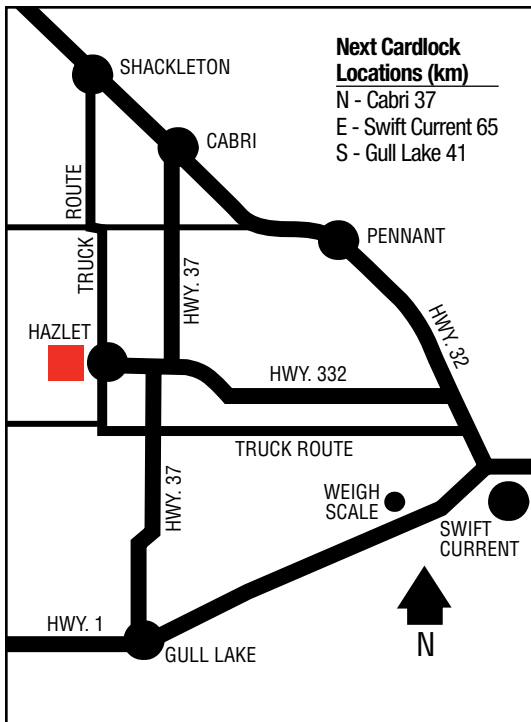 Next Cardlock
Locations (km)
N - Cabri 37
E - Swift Current 65
S - Gull Lake 41
SHACKLETON
CABRI
ROUTE
TRUCK
PENNANT
HWY. 37
HWY. 32
HAZLET
HWY. 332
TRUCK ROUTE
HWY. 37
WEIGH
SCALE
SWIFT
CURRENT
HWY. 1
GULL LAKE
N